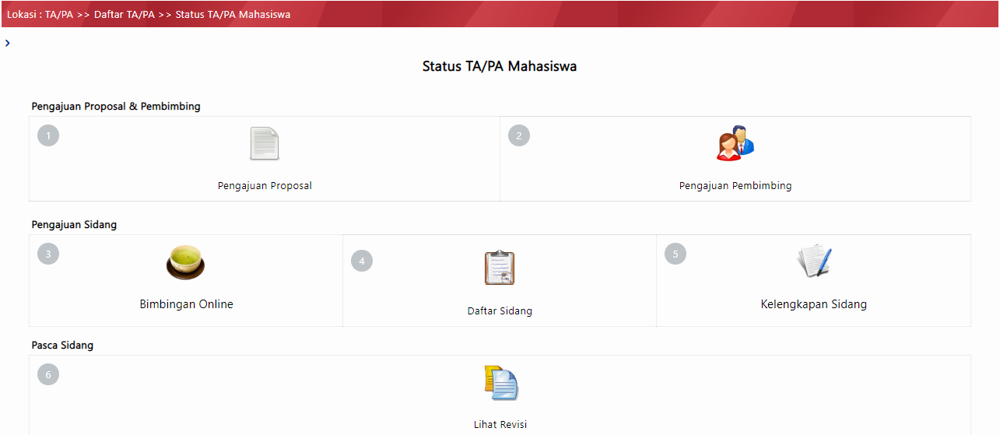 Lokasi : TA/PA >> Daftar TA/PA >> Status TA/PA Mahasiswa
Status TA/PA Mahasiswa
Pengajuan Proposal & Pembimbing
1
Pengajuan Proposal
2
Pengajuan Pembimbing
Pengajuan Sidang
3
Bimbingan Online
4
Daftar Sidang
5
Kelengkapan Sidang
Pasca Sidang
6
Lihat Revisi